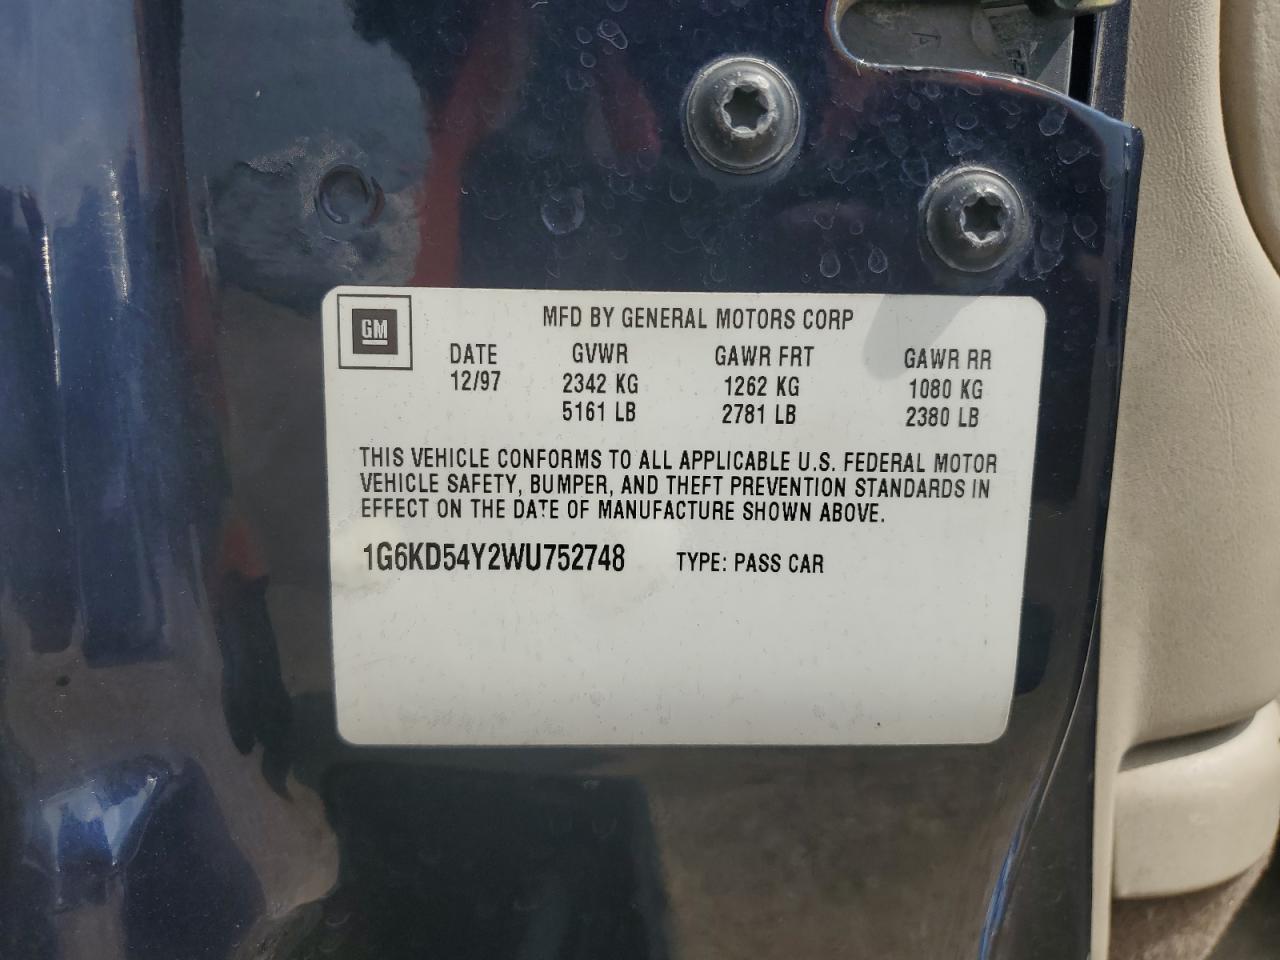 GM
MFD BY GENERAL MOTORS CORP
DATE GVWR GAWR FRT GAWR RR
12/97 2342 KG 1262 KG 1080 KG
5161 LB 2781 LB 2380 LB
THIS VEHICLE CONFORMS TO ALL APPLICABLE U.S. FEDERAL MOTOR
VEHICLE SAFETY, BUMPER, AND THEFT PREVENTION STANDARDS IN
EFFECT ON THE DATE OF MANUFACTURE SHOWN ABOVE.
1G6KD54Y2WU752748 TYPE: PASS CAR